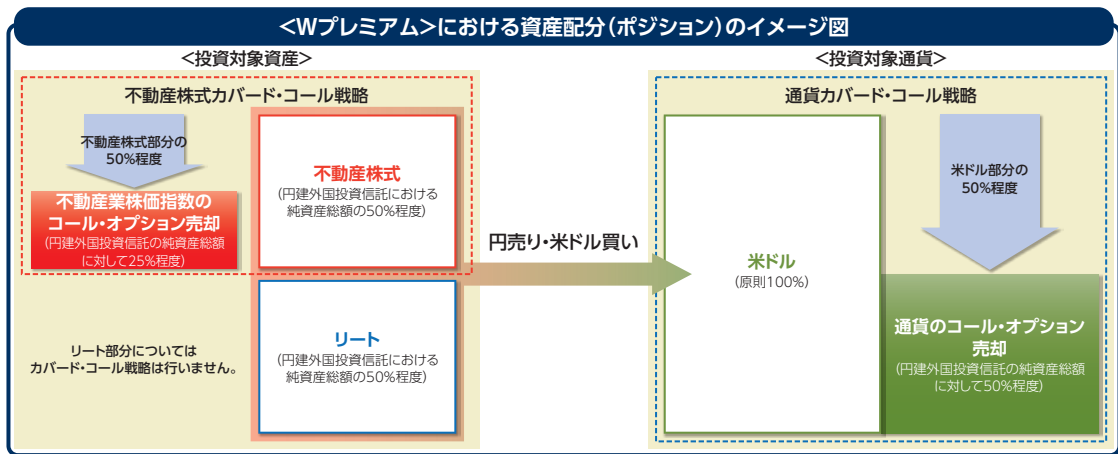 <Wプレミアム>における資産配分(ポジション)のイメージ図
<投資対象資産>
不動産株式カバード・コール戦略
不動産株式部分の
50%程度
不動産業株価指数の
コール・オプション売却
(円建外国投資信託の純資産総額
に対して25%程度)
不動産株式
(円建外国投資信託における
純資産総額の50%程度)
リート部分については
カバード・コール戦略は行いません。
リート
(円建外国投資信託における
純資産総額の50%程度)
円売り・米ドル買い
<投資対象通貨>
通貨カバード・コール戦略
米ドル
(原則100%)
米ドル部分の
50%程度
通貨のコール・オプション
売却
(円建外国投資信託の純資産総額
に対して50%程度)